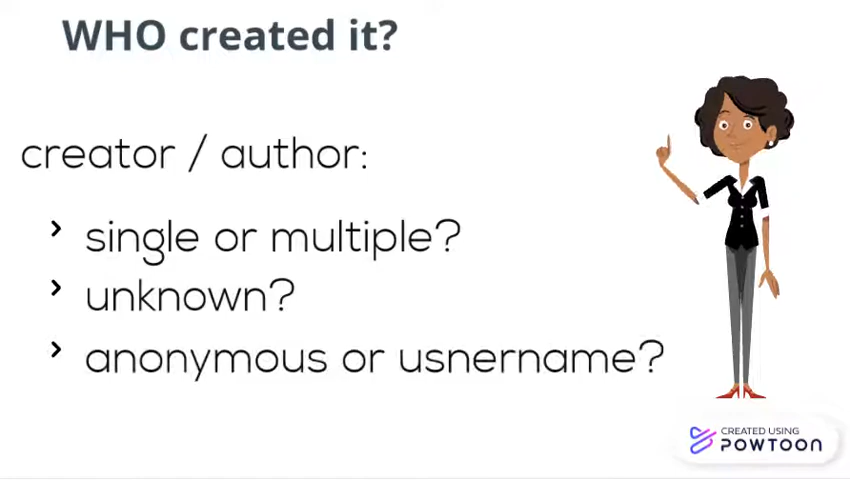 WHO created it?
creator / author:
› single or multiple?
› unknown?
› anonymous or usnername?
CREATED USING
POWTOON